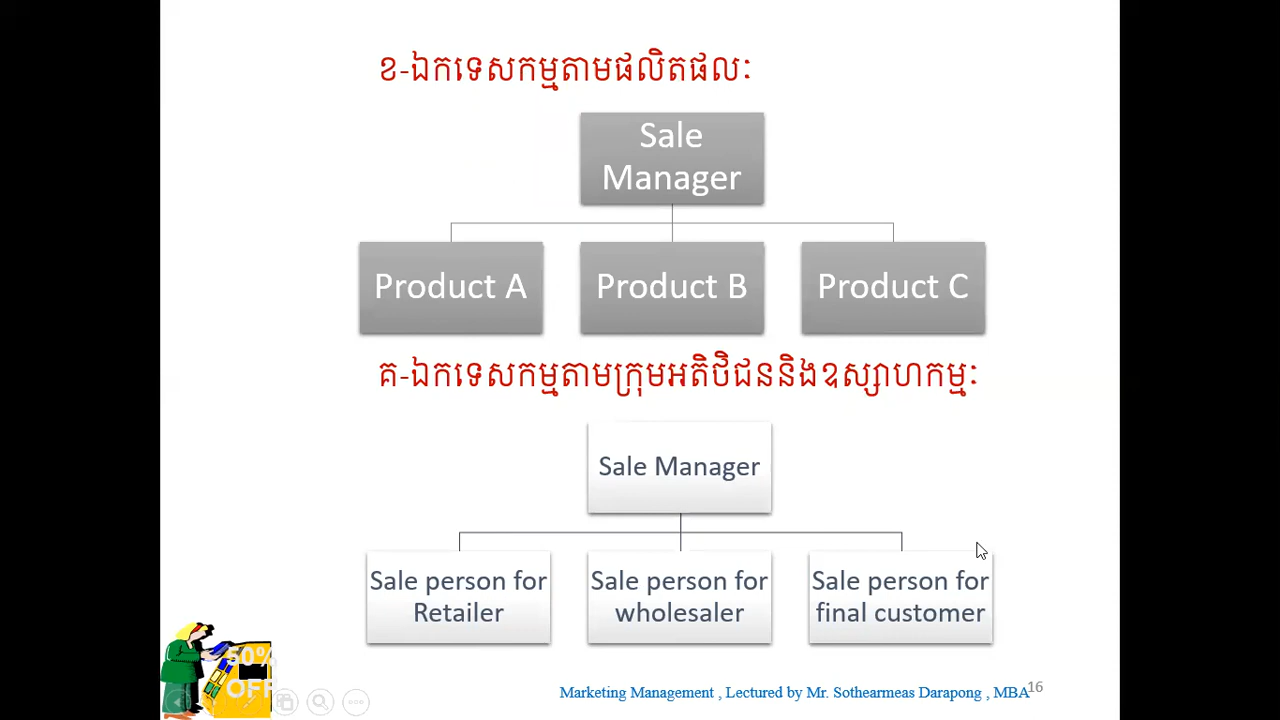 ខ-ឯកទេសកម្មតាមផលិតផលៈ
Sale
Manager
Product A
Product B
Product C
គ-ឯកទេសកម្មតាមក្រុមអតិថិជននិងឧស្សាហកម្មៈ
Sale Manager
Sale person for
Retailer
Sale person for
wholesaler
Sale person for
final customer
50%
OFF
Marketing Management , Lectured by Mr. Sothearmeas Darapong , MBA
16